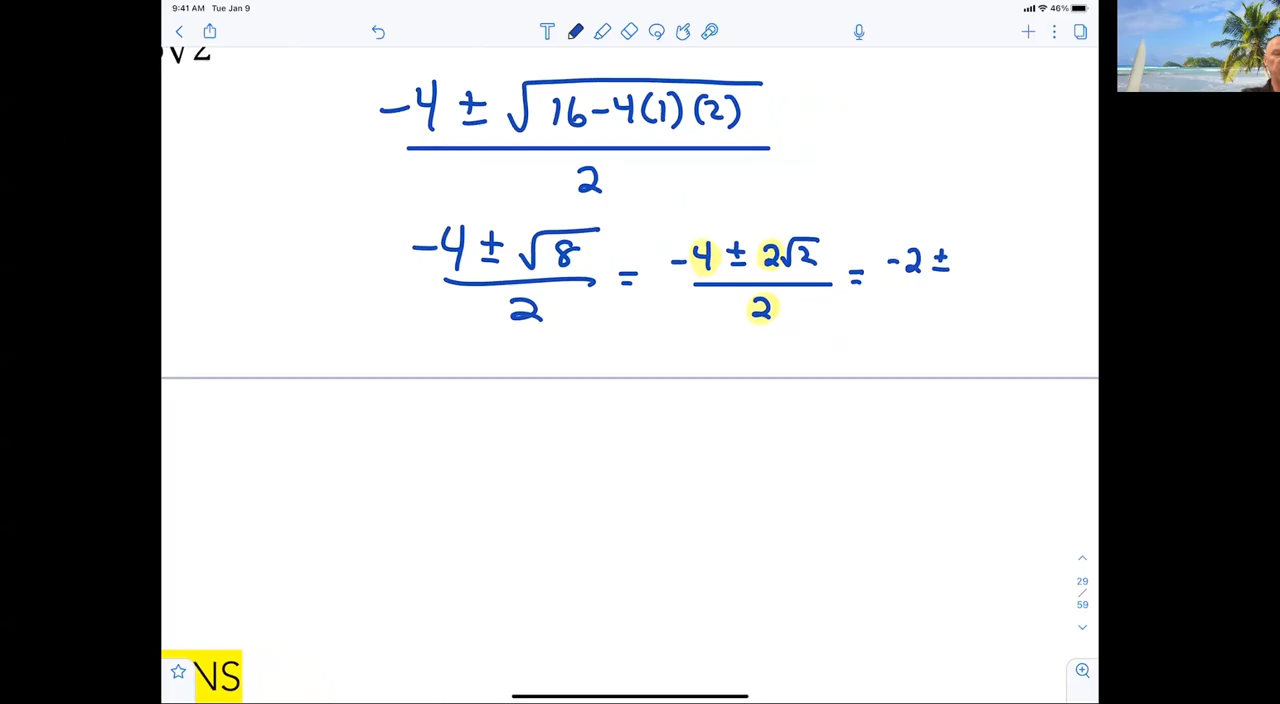 9:41 AM Tue Jan 9 46%
√2
-4 ± √16-4(1)(2)
2
-4 ± √8 = -4 ± 2√2 = -2 ±
2 2
29
/
59
NS